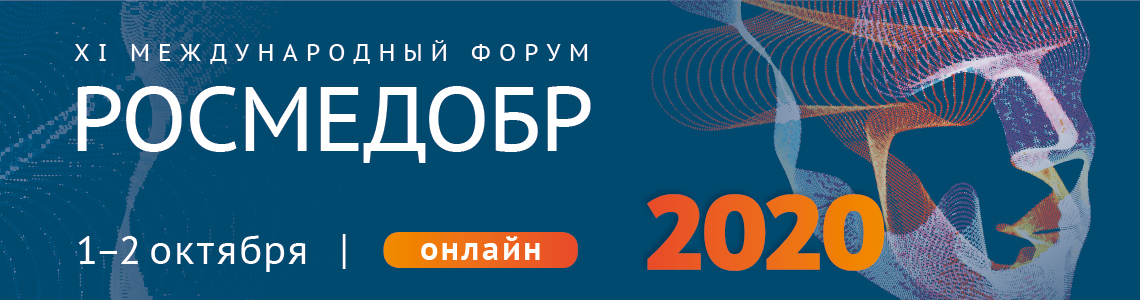 XI МЕЖДУНАРОДНЫЙ ФОРУМ
РОСМЕДОБР
2020
1–2 октября | онлайн